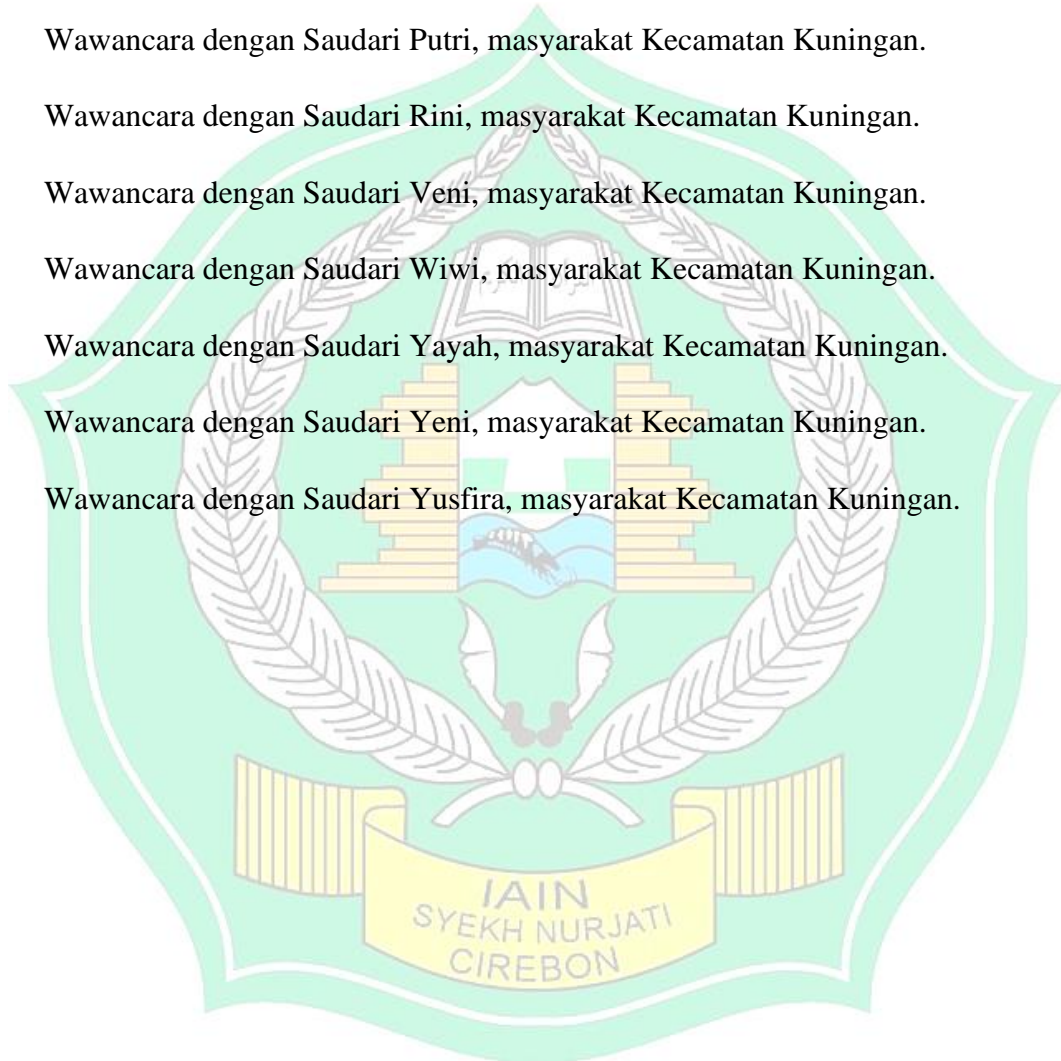 Wawancara dengan Saudari Putri, masyarakat Kecamatan Kuningan.
Wawancara dengan Saudari Rini, masyarakat Kecamatan Kuningan.
Wawancara dengan Saudari Veni, masyarakat Kecamatan Kuningan.
Wawancara dengan Saudari Wiwi, masyarakat Kecamatan Kuningan.
Wawancara dengan Saudari Yayah, masyarakat Kecamatan Kuningan.
Wawancara dengan Saudari Yeni, masyarakat Kecamatan Kuningan.
Wawancara dengan Saudari Yusfira, masyarakat Kecamatan Kuningan.
IAIN
SYEKH NURJATI
CIREBON